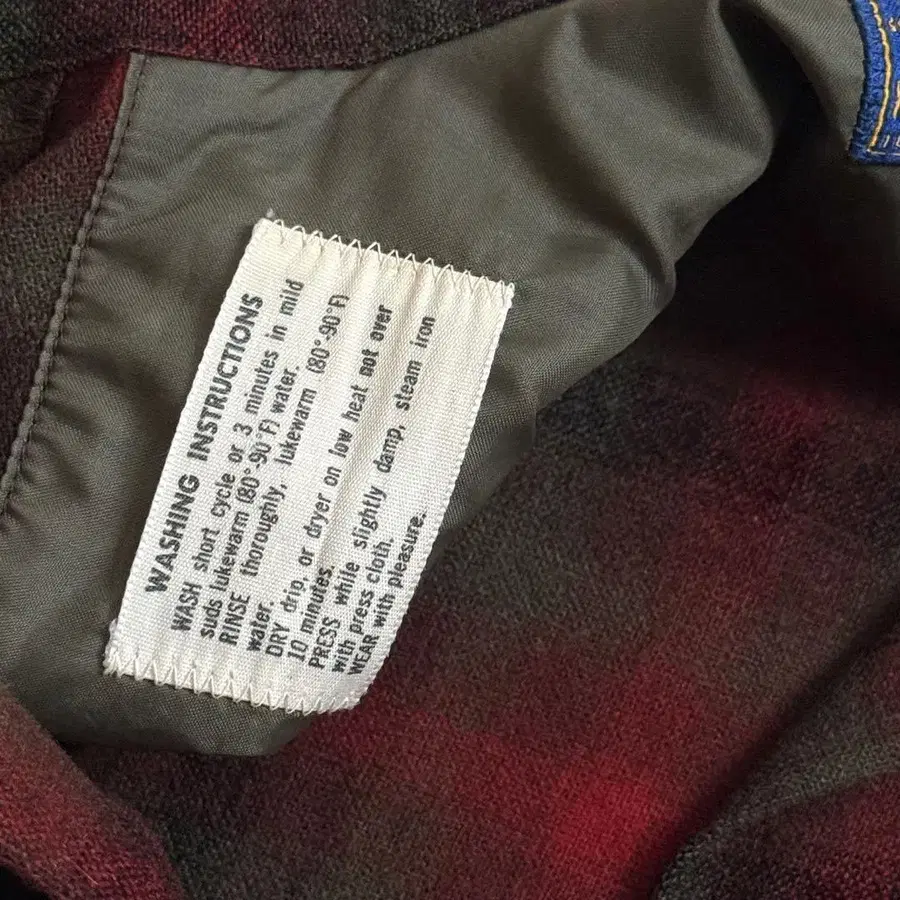 WASHING INSTRUCTIONS
WASH short cycle or 3 minutes in mild
suds lukewarm (80°-90°F) water.
RINSE thoroughly, lukewarm (80°-90°F)
water.
DRY drip, or dryer on low heat not over
10 minutes
PRESS while slightly damp, steam iron
with press cloth.
WEAR with pleasure.